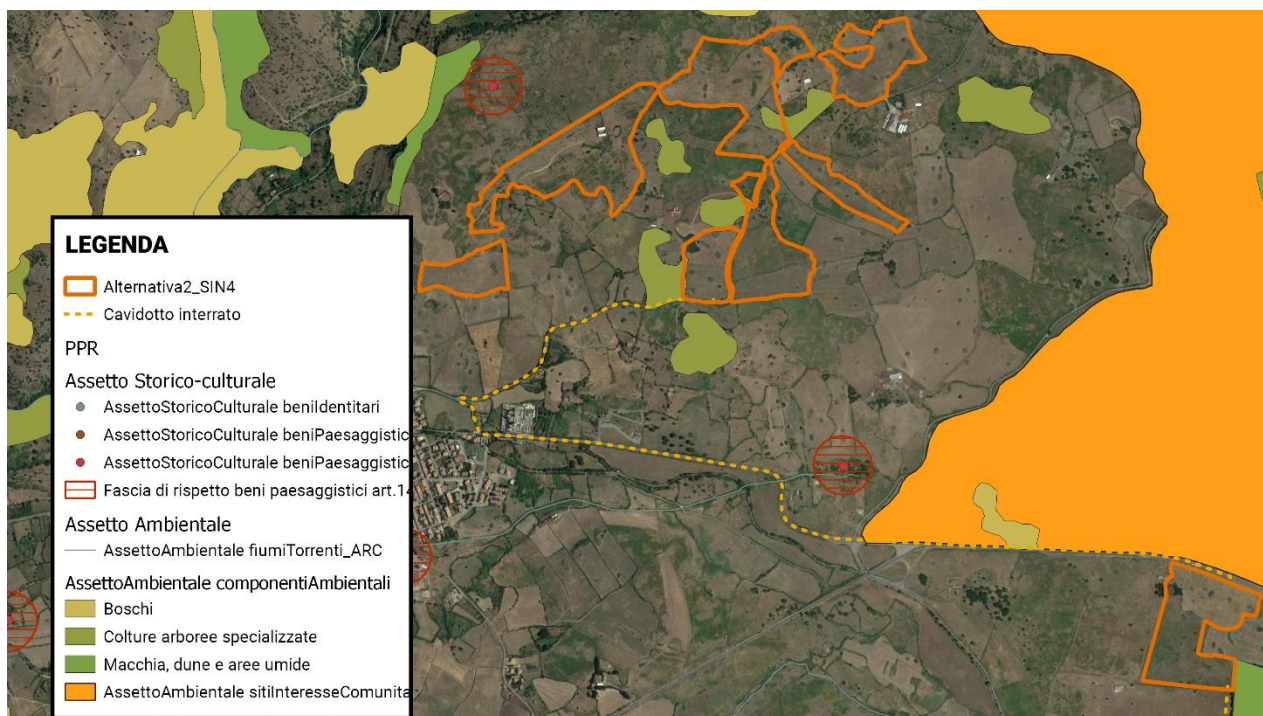 LEGENDA
Alternativa2_SIN4
Cavidotto interrato
PPR
Assetto Storico-culturale
AssettoStoricoCulturale beniIdentitari
AssettoStoricoCulturale beniPaesaggistic
AssettoStoricoCulturale beniPaesaggistic
Fascia di rispetto beni paesaggistici art.14
Assetto Ambientale
AssettoAmbientale fiumiTorrenti_ARC
AssettoAmbientale componentiAmbientali
Boschi
Colture arboree specializzate
Macchia, dune e aree umide
AssettoAmbientale sitiInteresseComunita